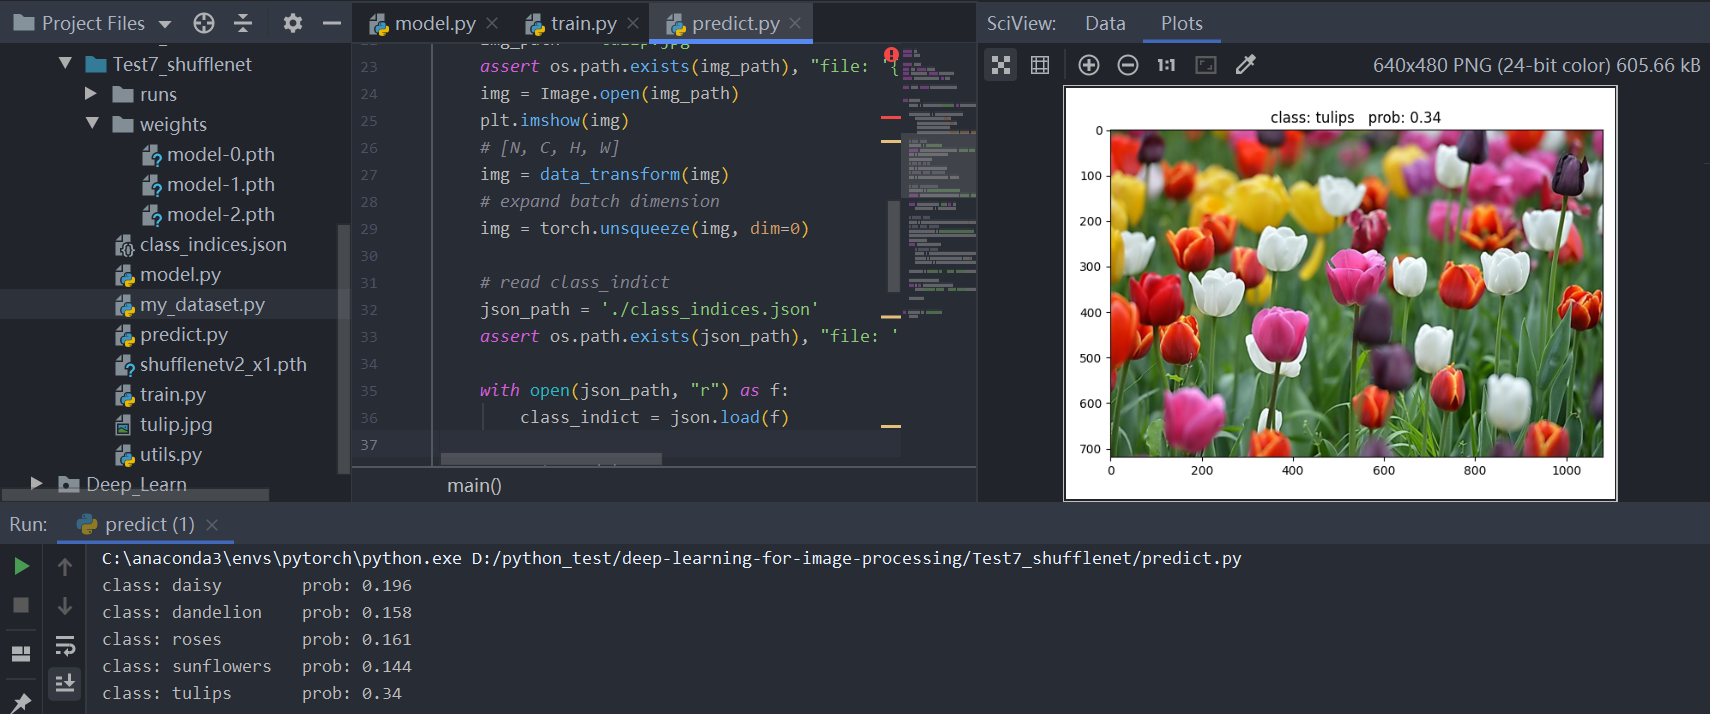 Project Files
Test7_shufflenet
runs
weights
model-0.pth
model-1.pth
model-2.pth
class_indices.json
model.py
my_dataset.py
predict.py
shufflenetv2_x1.pth
train.py
tulip.jpg
utils.py
Deep_Learn
model.py
train.py
predict.py
23 assert os.path.exists(img_path), "file: '{
24 img = Image.open(img_path)
25 plt.imshow(img)
26 # [N, C, H, W]
27 img = data_transform(img)
28 # expand batch dimension
29 img = torch.unsqueeze(img, dim=0)
30
31 # read class_indict
32 json_path = './class_indices.json'
33 assert os.path.exists(json_path), "file: '
34
35 with open(json_path, "r") as f:
36 class_indict = json.load(f)
37
main()
SciView: Data Plots
1:1 640x480 PNG (24-bit color) 605.66 kB
class: tulips prob: 0.34
0
100
200
300
400
500
600
700
0 200 400 600 800 1000
Run: predict (1)
C:\anaconda3\envs\pytorch\python.exe D:/python_test/deep-learning-for-image-processing/Test7_shufflenet/predict.py
class: daisy prob: 0.196
class: dandelion prob: 0.158
class: roses prob: 0.161
class: sunflowers prob: 0.144
class: tulips prob: 0.34